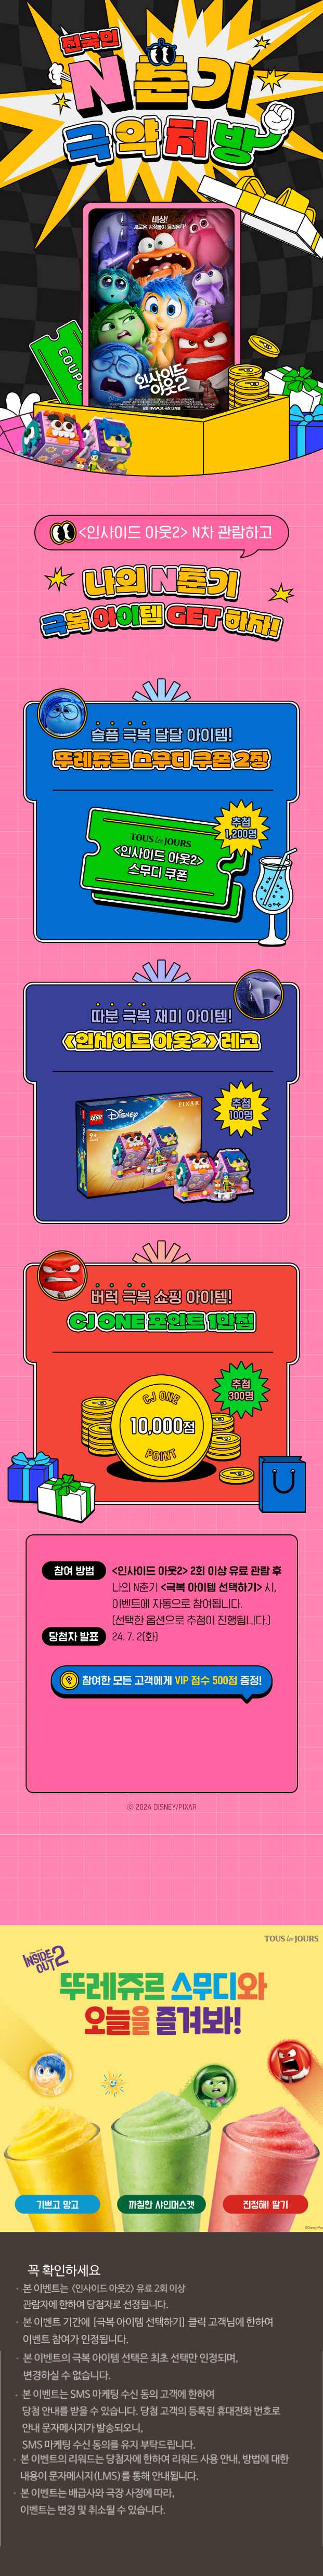 전국민
N춘기
극약처방
비상!
새로운 감정들이 몰려온다!
인사이드
아웃2
IMAX
COUPON
<인사이드 아웃2> N차 관람하고
나의 N춘기
극복 아이템 GET 하자!
슬픔 극복 달달 아이템!
뚜레쥬르 스무디 쿠폰 2장
추첨
1,200명
TOUS les JOURS
<인사이드 아웃2>
스무디 쿠폰
따분 극복 재미 아이템!
<인사이드 아웃2> 레고
추첨
100명
LEGO
Disney
PIXAR
9+
버럭 극복 쇼핑 아이템!
CJ ONE 포인트 1만점
추첨
300명
CJ ONE
10,000점
POINT
참여 방법
<인사이드 아웃2> 2회 이상 유료 관람 후
나의 N춘기 <극복 아이템 선택하기> 시,
이벤트에 자동으로 참여됩니다.
(선택한 옵션으로 추첨이 진행됩니다.)
당첨자 발표
24. 7. 2(화)
참여한 모든 고객에게 VIP 점수 500점 증정!
© 2024 DISNEY/PIXAR
TOUS les JOURS
INSIDE
OUT 2
뚜레쥬르 스무디와
오늘을 즐겨봐!
기쁘고 망고
까칠한 샤인머스캣
진정해! 딸기
꼭 확인하세요
본 이벤트는 <인사이드 아웃2> 유료 2회 이상
관람자에 한하여 당첨자로 선정됩니다.
본 이벤트 기간에 [극복 아이템 선택하기] 클릭 고객님에 한하여
이벤트 참여가 인정됩니다.
본 이벤트의 극복 아이템 선택은 최초 선택만 인정되며,
변경하실 수 없습니다.
본 이벤트는 SMS 마케팅 수신 동의 고객에 한하여
당첨 안내를 받을 수 있습니다. 당첨 고객의 등록된 휴대전화 번호로
안내 문자메시지가 발송되오니,
SMS 마케팅 수신 동의를 유지 부탁드립니다.
본 이벤트의 리워드는 당첨자에 한하여 리워드 사용 안내, 방법에 대한
내용이 문자메시지(LMS)를 통해 안내됩니다.
본 이벤트는 배급사와 극장 사정에 따라,
이벤트는 변경 및 취소될 수 있습니다.